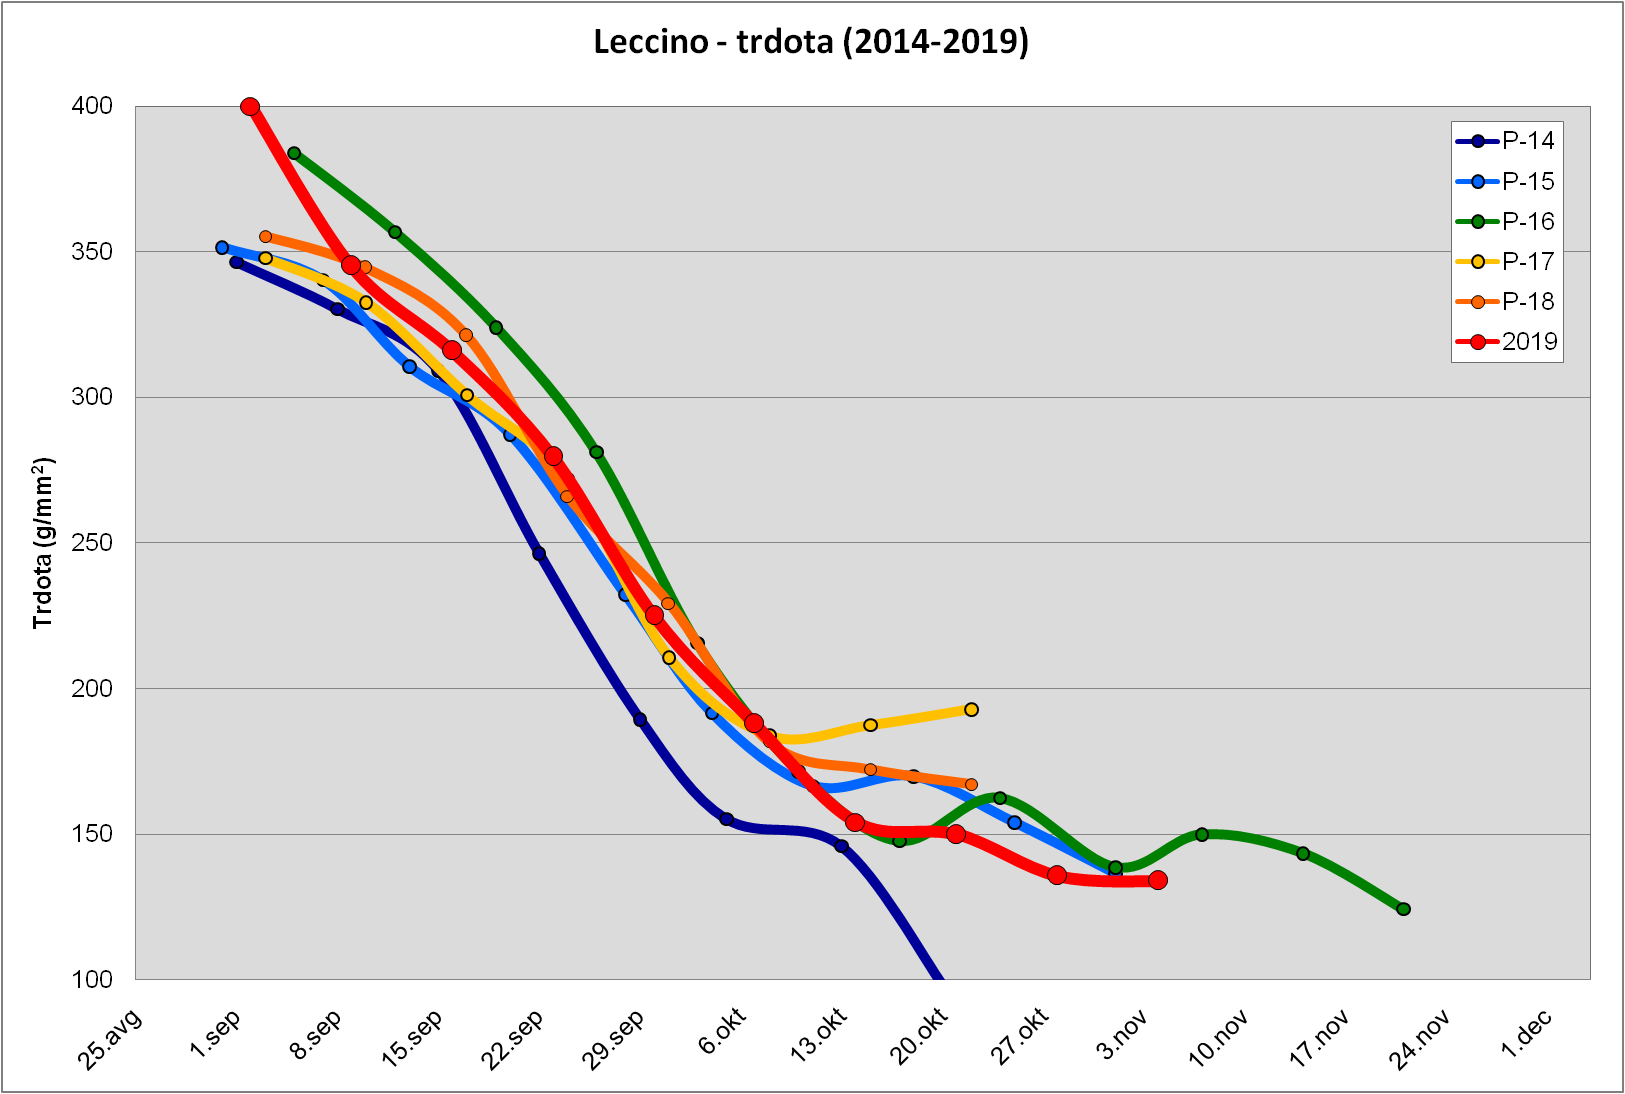 Leccino - trdota (2014-2019)
Trdota (g/mm²)
400
350
300
250
200
150
100
25.avg
1.sep
8.sep
15.sep
22.sep
29.sep
6.okt
13.okt
20.okt
27.okt
3.nov
10.nov
17.nov
24.nov
1.dec
P-14
P-15
P-16
P-17
P-18
2019